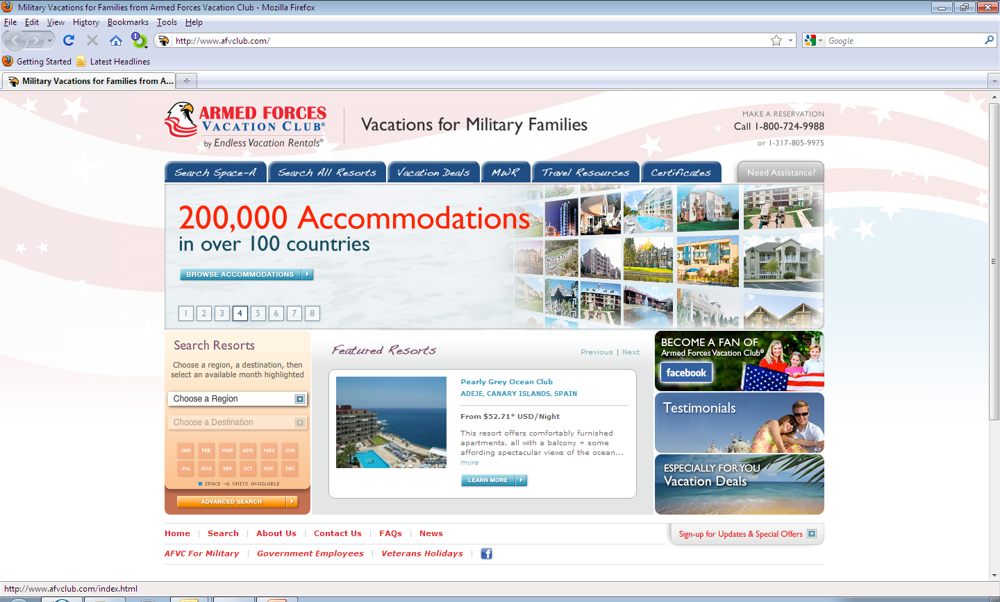 Military Vacations for Families from Armed Forces Vacation Club - Mozilla Firefox
File Edit View History Bookmarks Tools Help
http://www.afvclub.com/
Google
Getting Started Latest Headlines
Military Vacations for Families from A...
ARMED FORCES
VACATION CLUB®
by Endless Vacation Rentals®
Vacations for Military Families
MAKE A RESERVATION
Call 1-800-724-9988
or 1-317-805-9975
Search Space-A Search All Resorts Vacation Deals MWR Travel Resources Certificates Need Assistance?
200,000 Accommodations
in over 100 countries
BROWSE ACCOMMODATIONS
1 2 3 4 5 6 7 8
Search Resorts
Choose a region, a destination, then
select an available month highlighted
Choose a Region
Choose a Destination
JAN FEB MAR APR MAY JUN
JUL AUG SEP OCT NOV DEC
SPACE -A UNITS AVAILABLE
ADVANCED SEARCH
Featured Resorts
Previous | Next
Pearly Grey Ocean Club
ADEJE, CANARY ISLANDS, SPAIN
From $52.71* USD/Night
This resort offers comfortably furnished
apartments, all with a balcony + some
affording spectacular views of the ocean...
more
LEARN MORE
BECOME A FAN OF
Armed Forces Vacation Club®
facebook
Testimonials
ESPECIALLY FOR YOU
Vacation Deals
Home | Search | About Us | Contact Us | FAQs | News
Sign-up for Updates & Special Offers
AFVC For Military | Government Employees | Veterans Holidays |
http://www.afvclub.com/index.html